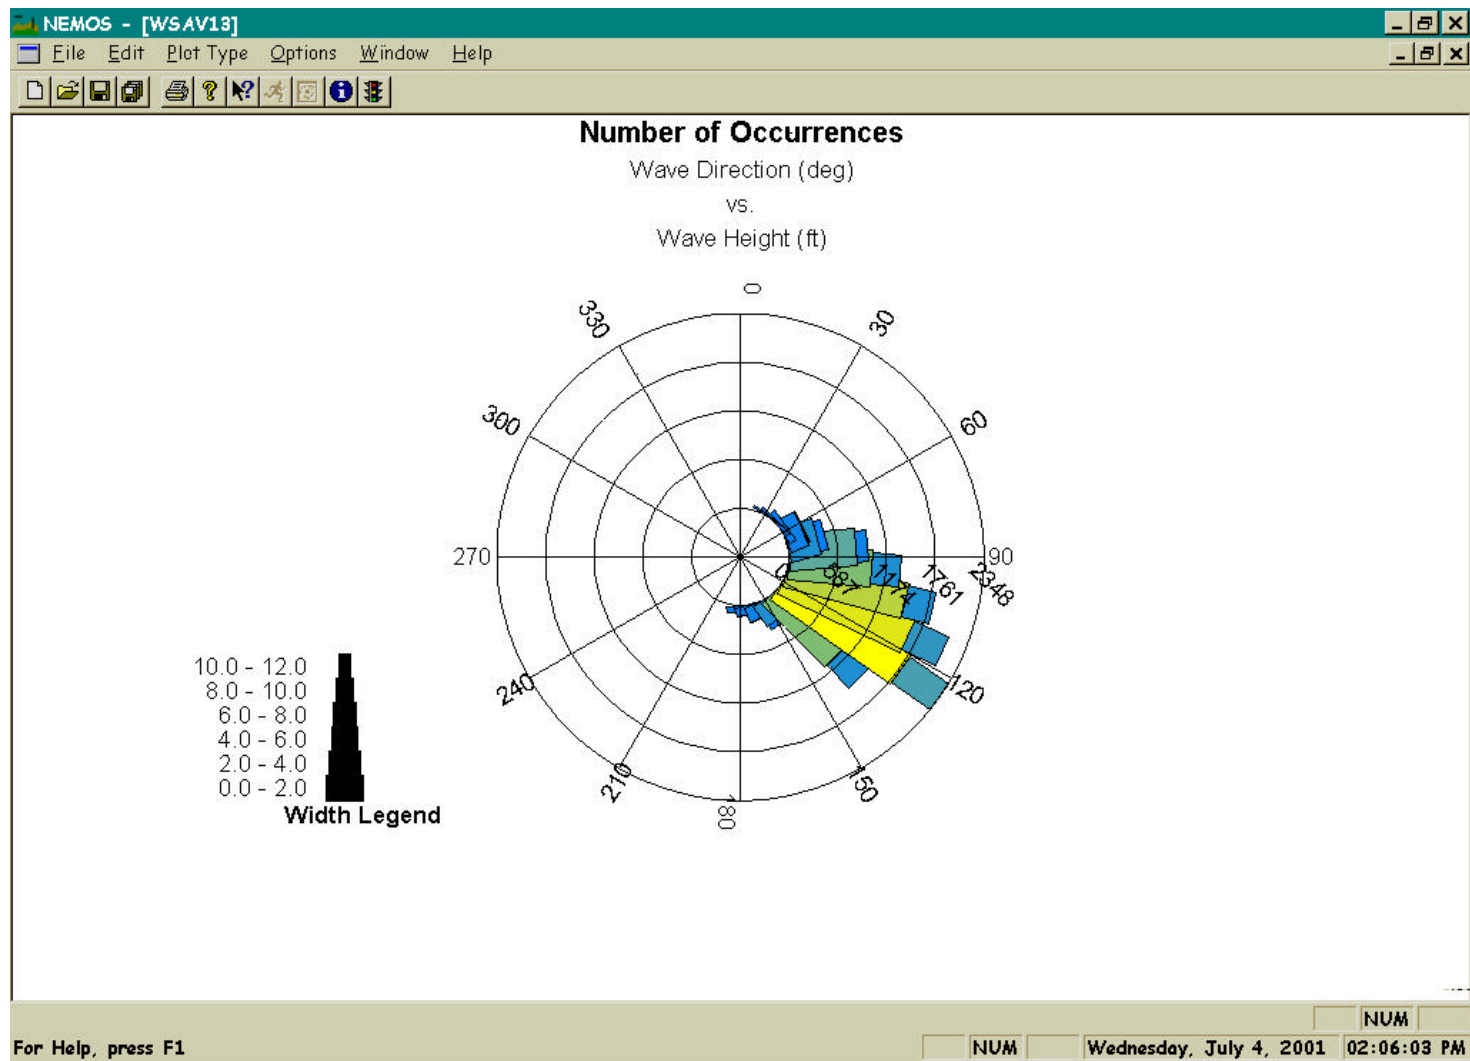 NEMOS - [WSAV13]
File Edit Plot Type Options Window Help
Number of Occurrences
Wave Direction (deg)
vs.
Wave Height (ft)
0
330
30
300
60
270
90
0 587 1174 1761 2348
240
120
210
150
180
10.0 - 12.0
8.0 - 10.0
6.0 - 8.0
4.0 - 6.0
2.0 - 4.0
0.0 - 2.0
Width Legend
NUM
For Help, press F1
NUM
Wednesday, July 4, 2001
02:06:03 PM